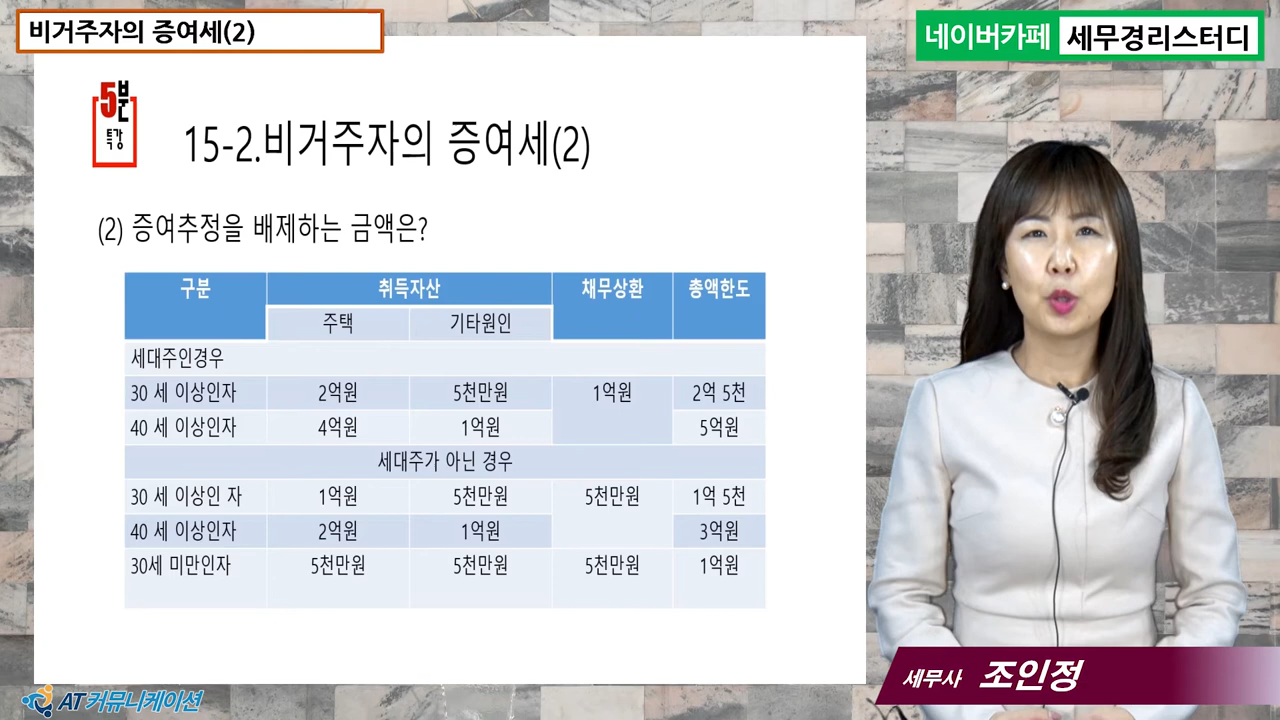 비거주자의 증여세(2)
네이버카페 세무경리스터디
5분
특강
15-2.비거주자의 증여세(2)
(2) 증여추정을 배제하는 금액은?
구분 취득자산 채무상환 총액한도
주택 기타원인
세대주인경우
30 세 이상인자 2억원 5천만원 1억원 2억 5천
40 세 이상인자 4억원 1억원 5억원
세대주가 아닌 경우
30 세 이상인 자 1억원 5천만원 5천만원 1억 5천
40 세 이상인자 2억원 1억원 3억원
30세 미만인자 5천만원 5천만원 5천만원 1억원
세무사 조인정
AT커뮤니케이션